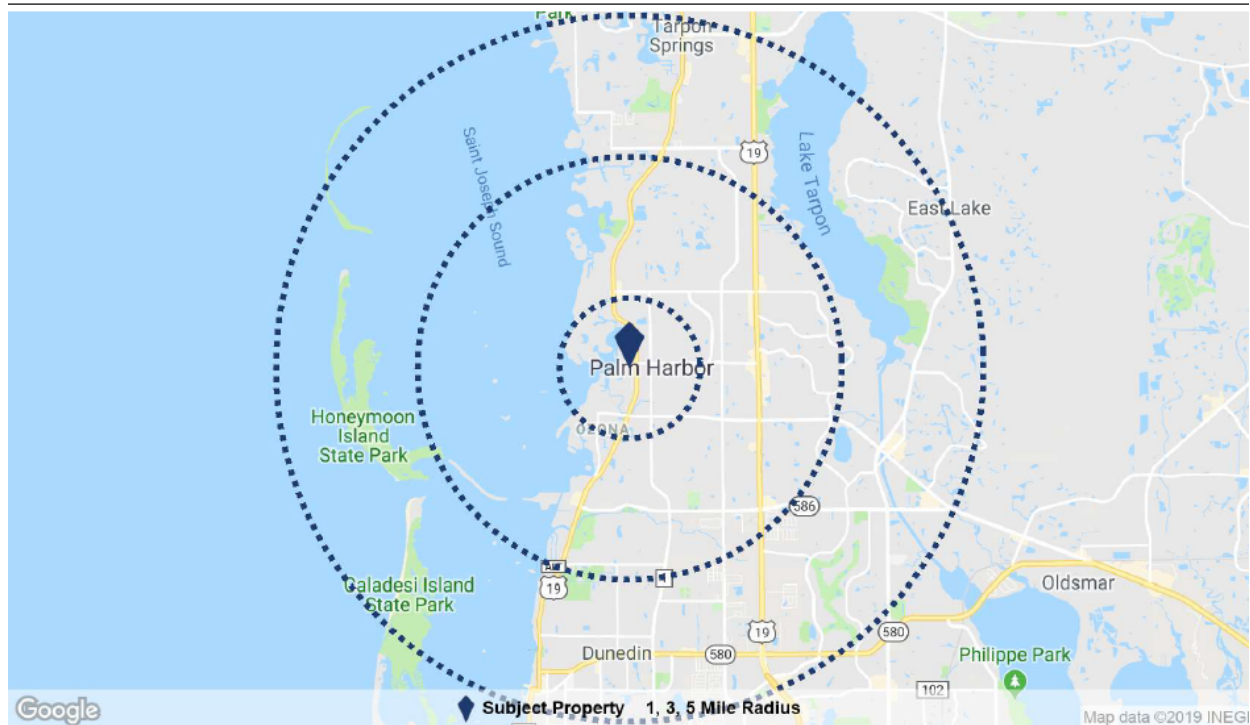 Park
Tarpon
Springs
Saint Joseph Sound
19
Lake Tarpon
East Lake
Palm Harbor
OZONA
Honeymoon
Island
State Park
586
19
Caladesi Island
State Park
Oldsmar
19
580
Dunedin
580
Philippe Park
102
Google
Subject Property 1, 3, 5 Mile Radius
Map data ©2019 INEGI